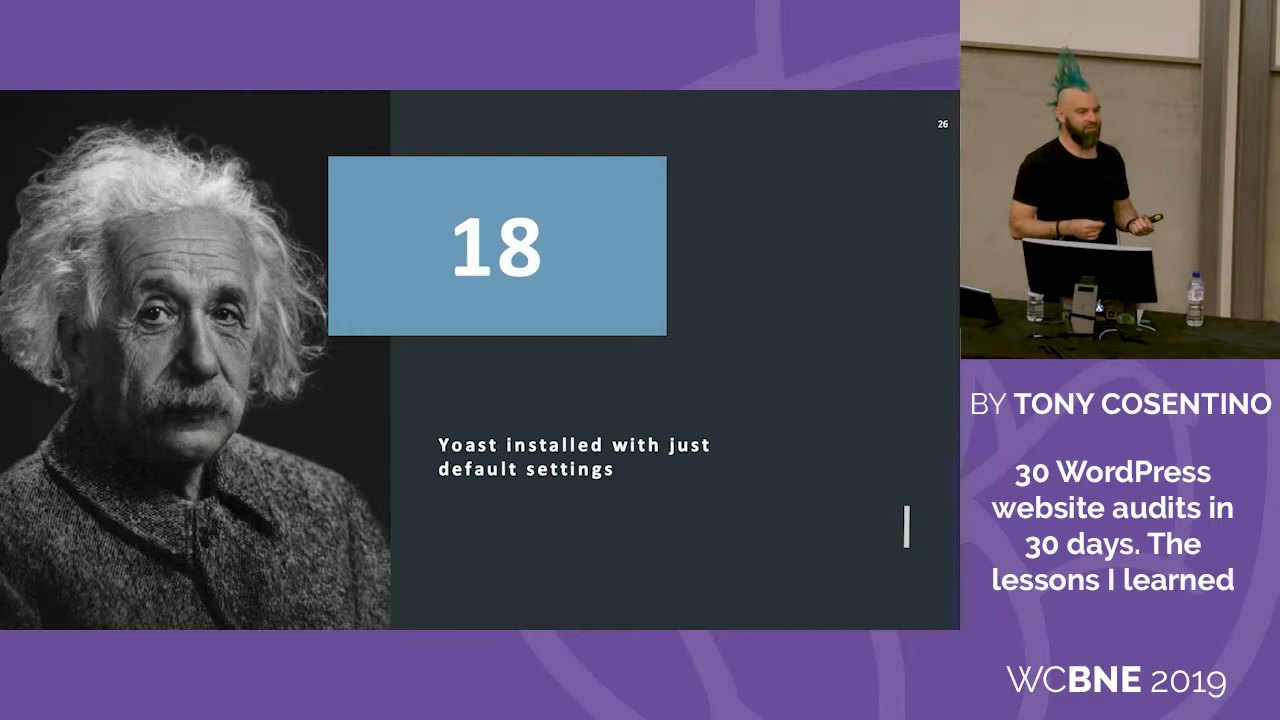 26
18
Yoast installed with just
default settings
BY TONY COSENTINO
30 WordPress
website audits in
30 days. The
lessons I learned
WCBNE 2019